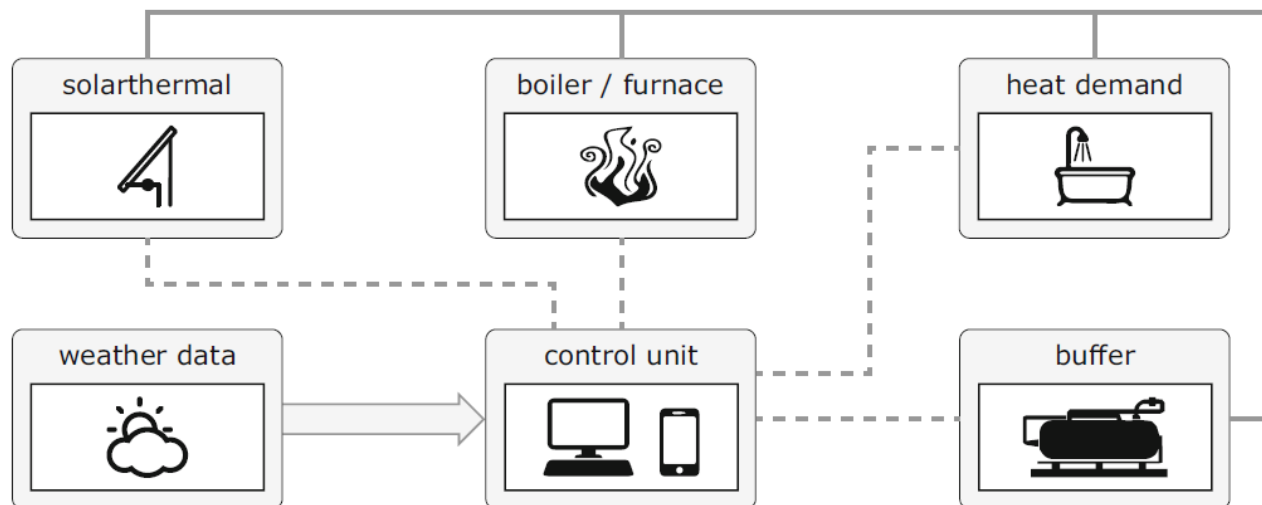 solarthermal
boiler / furnace
heat demand
weather data
control unit
buffer